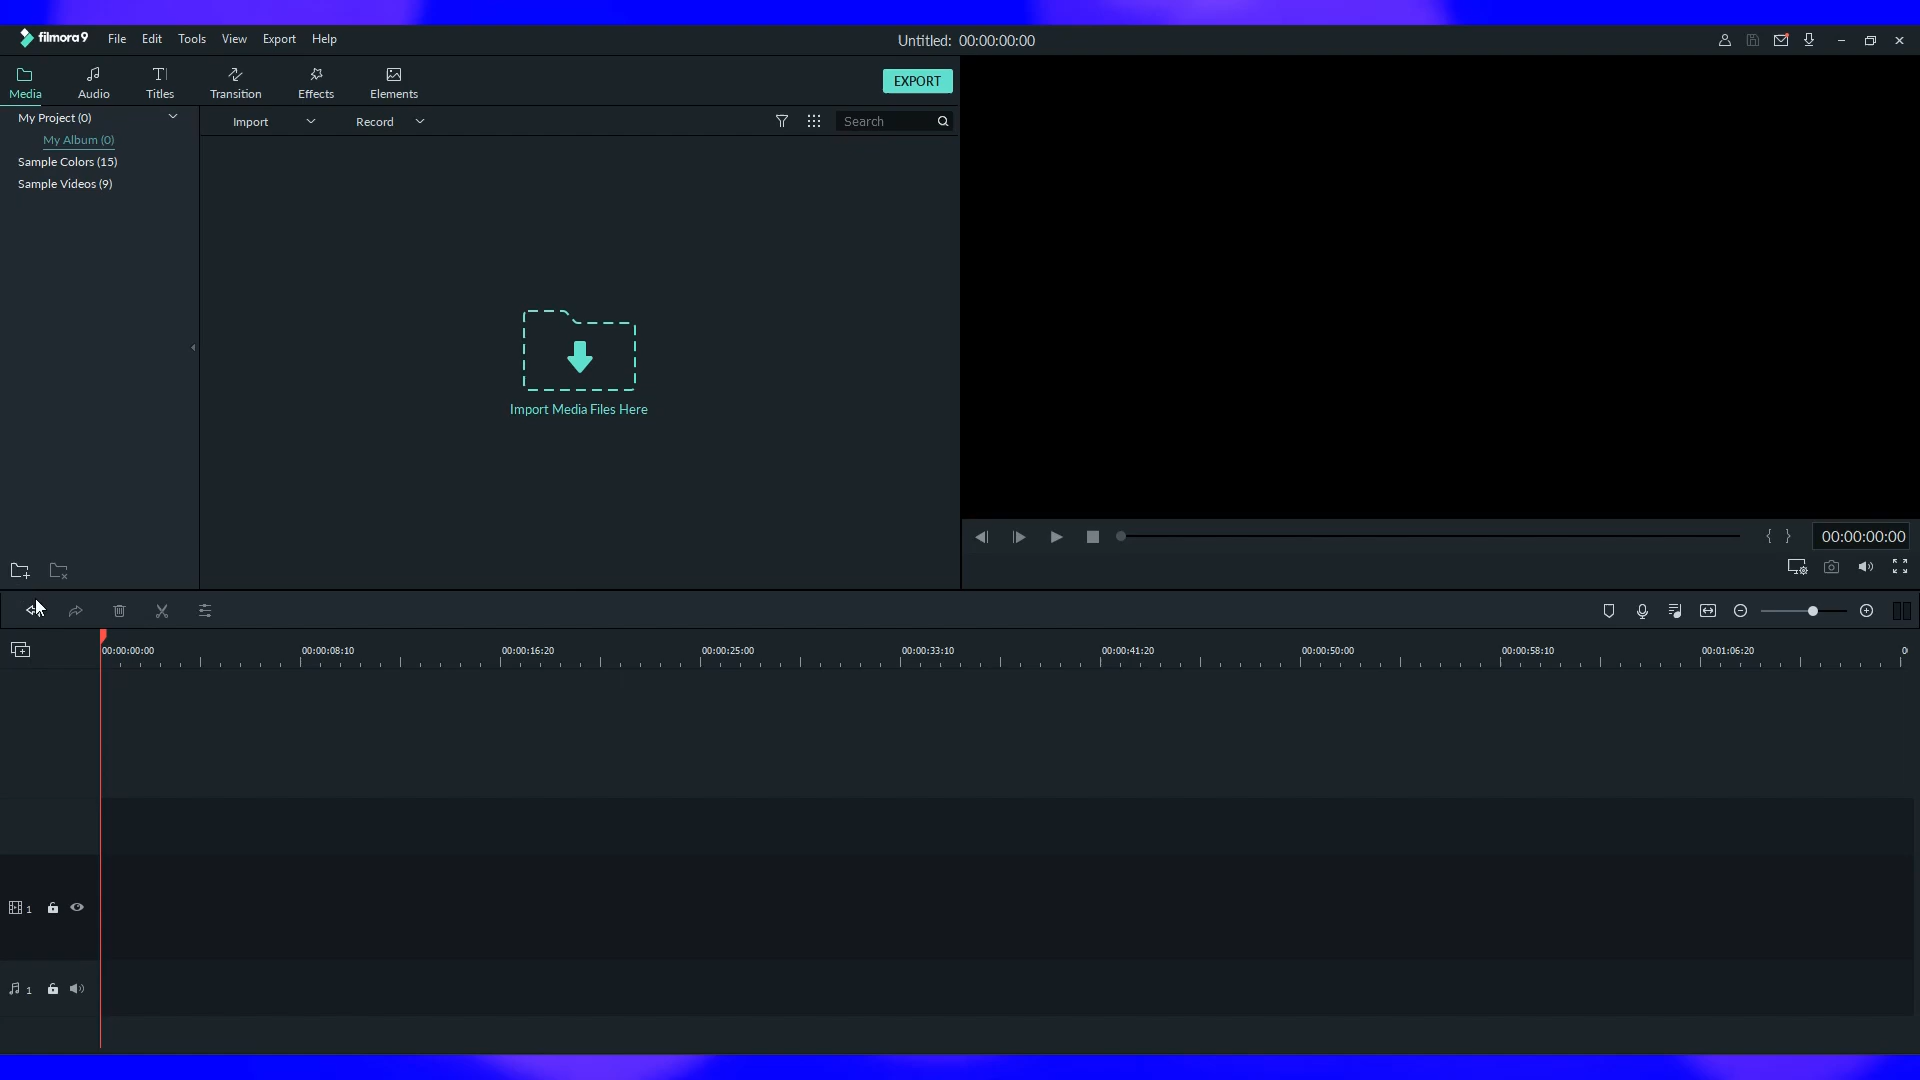 filmora9 File Edit Tools View Export Help
Untitled: 00:00:00:00
Media Audio Titles Transition Effects Elements
EXPORT
My Project (0)
My Album (0)
Sample Colors (15)
Sample Videos (9)
Import Record Search
Import Media Files Here
{ } 00:00:00:00
00:00:00:00 00:00:08:10 00:00:16:20 00:00:25:00 00:00:33:10 00:00:41:20 00:00:50:00 00:00:58:10 00:01:06:20
1
1